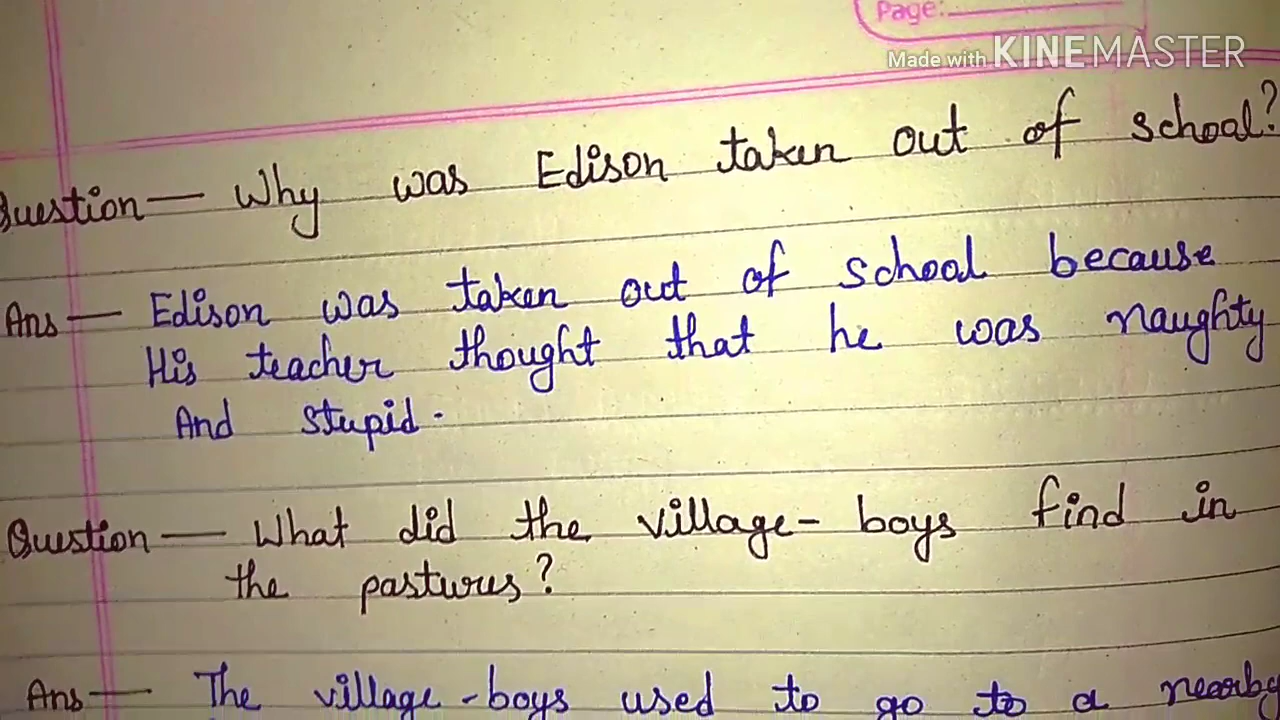 Page:
Made with KINEMASTER
Question — Why was Edison taken out of school?
Ans — Edison was taken out of school because
His teacher thought that he was naughty
And stupid.
Question — What did the village - boys find in
the pastures?
Ans — The village - boys used to go to a nearby